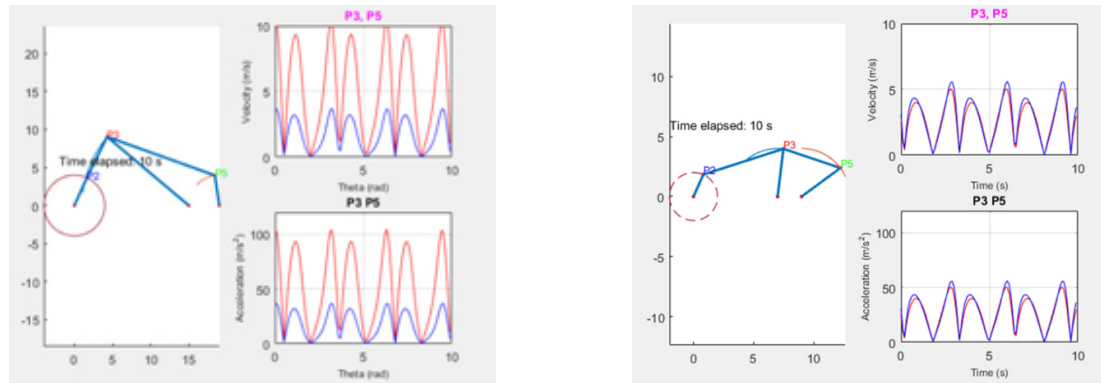 P3, P5
20
15
10
5
0
-5
-10
-15
0
5
10
15
P3
Time elapsed: 10 s
P2
P5
Velocity (m/s)
10
5
0
0
5
10
Theta (rad)
P3 P5
Acceleration (m/s²)
100
50
0
0
5
10
Theta (rad)
P3, P5
10
5
0
-5
-10
0
5
10
Time elapsed: 10 s
P3
P2
P5
Velocity (m/s)
10
5
0
0
5
10
Time (s)
P3 P5
Acceleration (m/s²)
100
50
0
0
5
10
Time (s)